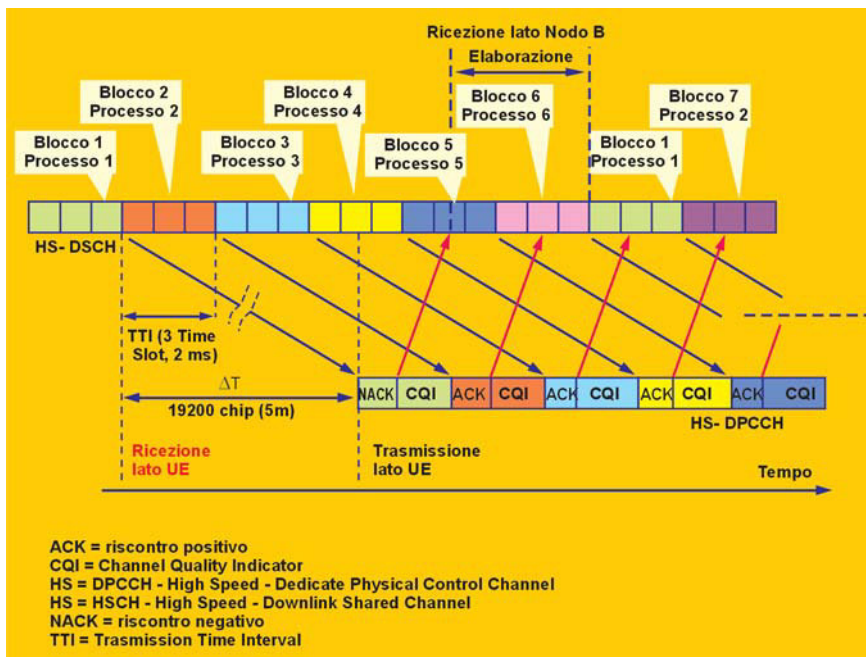 Ricezione lato Nodo B
Elaborazione
Blocco 1
Processo 1
Blocco 2
Processo 2
Blocco 3
Processo 3
Blocco 4
Processo 4
Blocco 5
Processo 5
Blocco 6
Processo 6
Blocco 1
Processo 1
Blocco 7
Processo 2
HS- DSCH
TTI (3 Time
Slot, 2 ms)
ΔT
19200 chip (5m)
NACK CQI ACK CQI ACK CQI ACK CQI ACK CQI
HS- DPCCH
Ricezione
lato UE
Trasmissione
lato UE
Tempo
ACK = riscontro positivo
CQI = Channel Quality Indicator
HS = DPCCH - High Speed - Dedicate Physical Control Channel
HS = HSCH - High Speed - Downlink Shared Channel
NACK = riscontro negativo
TTI = Trasmission Time Interval